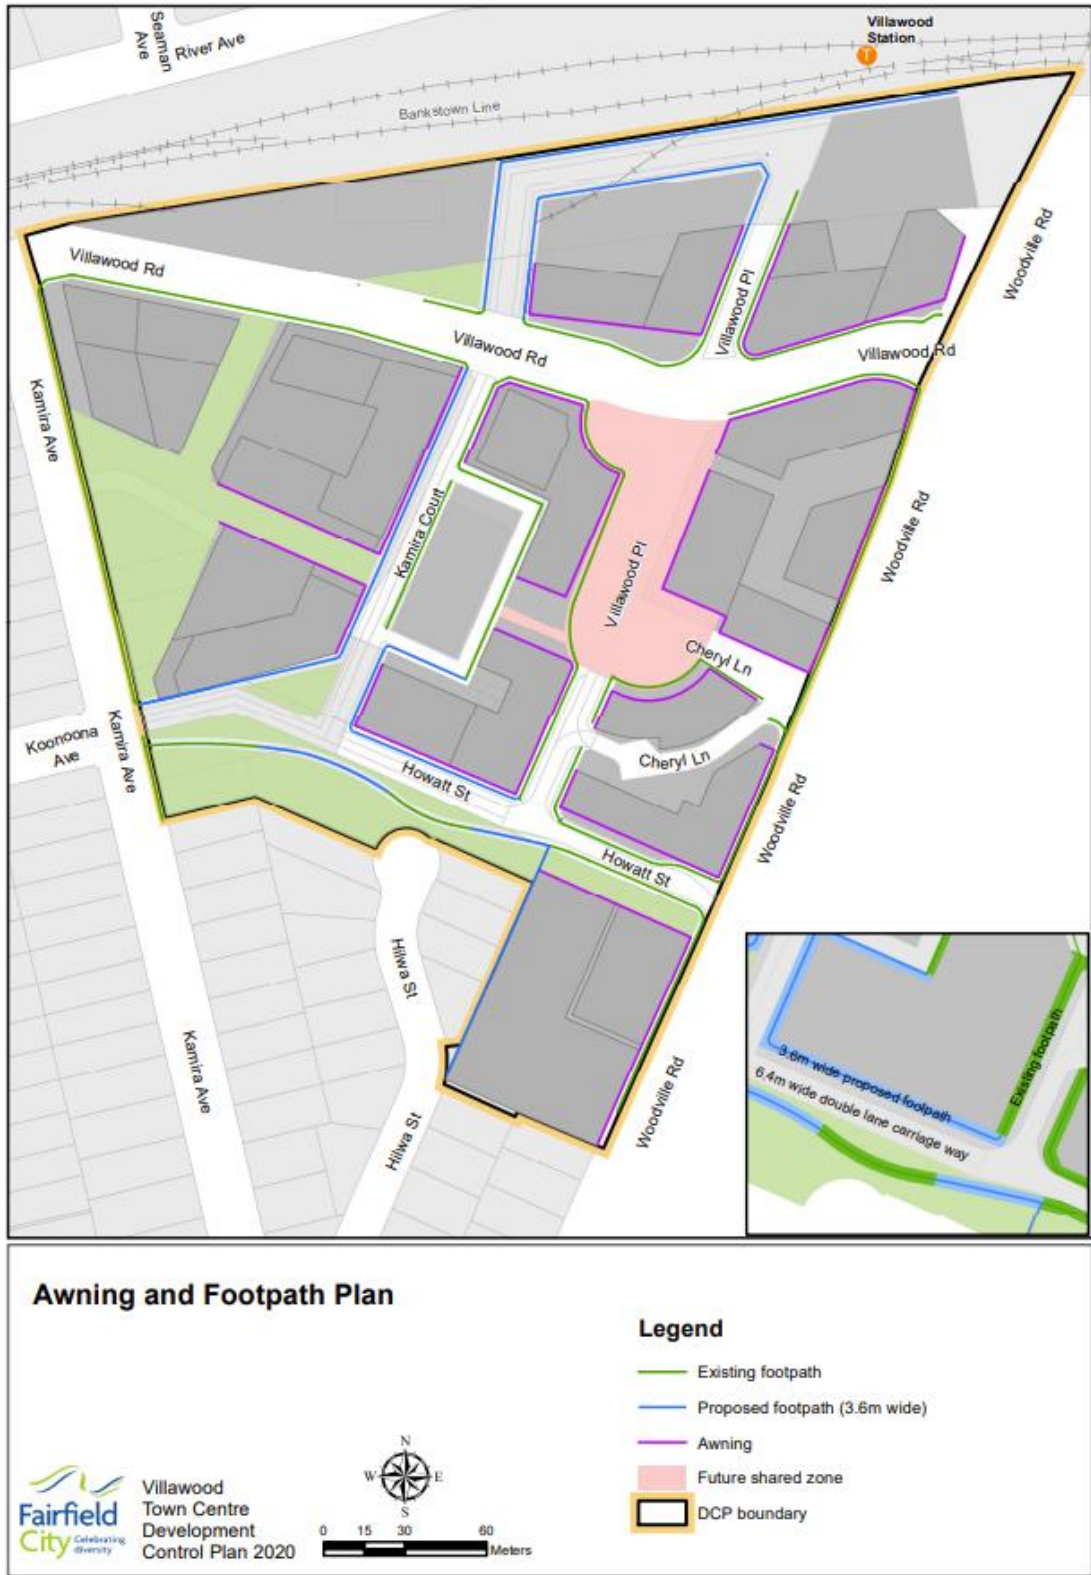 Seaman
Ave
River Ave
Villawood
Station
T
Bankstown Line
Villawood Rd
Woodville Rd
Villawood Pl
Villawood Rd
Villawood Rd
Kamira Ave
Kamira Court
Woodville Rd
Villawood Pl
Cheryl Ln
Koonoona
Ave
Kamira Ave
Cheryl Ln
Howatt St
Woodville Rd
Howatt St
Hilwa St
Kamira Ave
Woodville Rd
Hilwa St
Existing footpath
3.6m wide proposed footpath
6.4m wide double lane carriage way
Awning and Footpath Plan
Legend
Existing footpath
Proposed footpath (3.6m wide)
Awning
Future shared zone
DCP boundary
Fairfield
City Celebrating
diversity
Villawood
Town Centre
Development
Control Plan 2020
N
W E
S
0 15 30 60
Meters